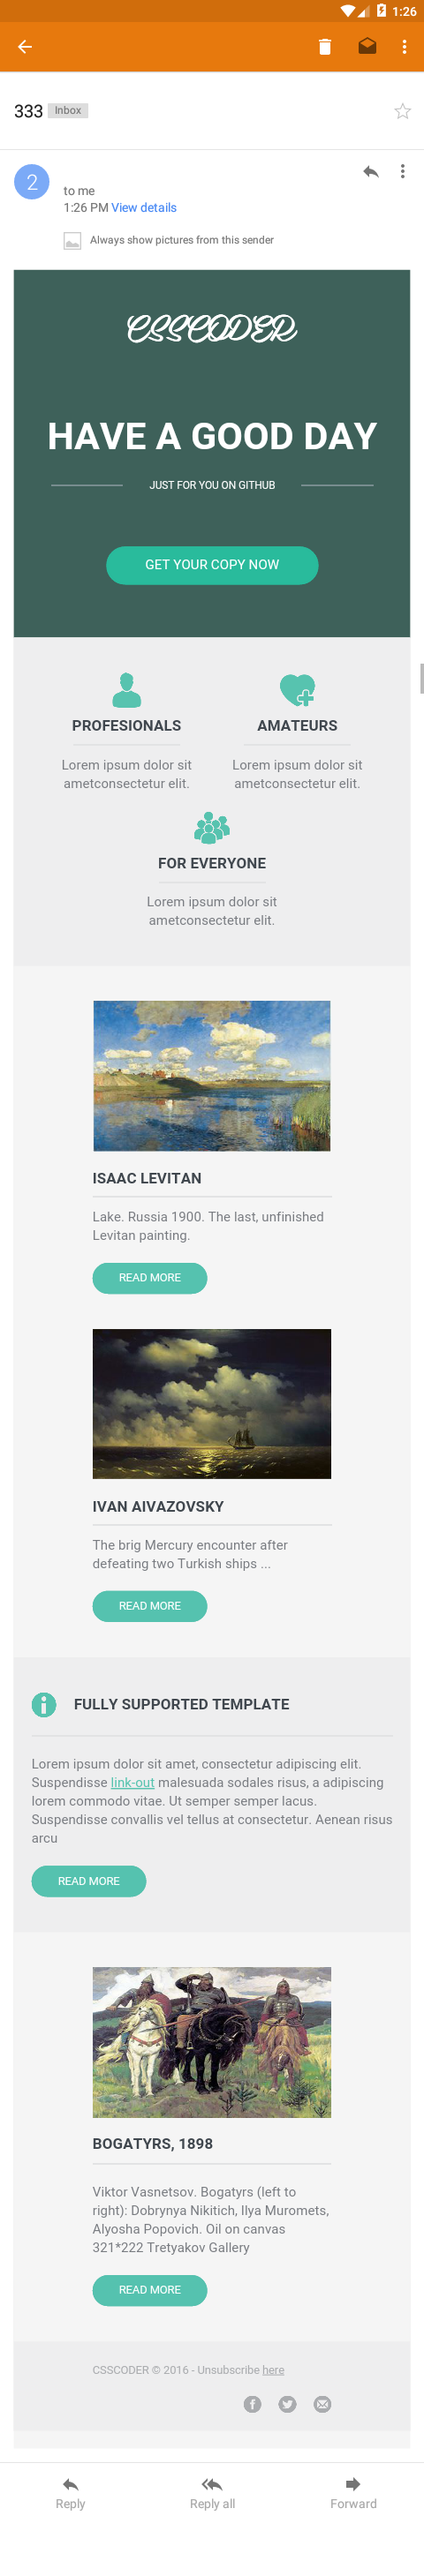 1:26
333 Inbox
2
to me
1:26 PM View details
Always show pictures from this sender
CSSCODER
HAVE A GOOD DAY
JUST FOR YOU ON GITHUB
GET YOUR COPY NOW
PROFESIONALS
Lorem ipsum dolor sit
ametconsectetur elit.
AMATEURS
Lorem ipsum dolor sit
ametconsectetur elit.
FOR EVERYONE
Lorem ipsum dolor sit
ametconsectetur elit.
ISAAC LEVITAN
Lake. Russia 1900. The last, unfinished
Levitan painting.
READ MORE
IVAN AIVAZOVSKY
The brig Mercury encounter after
defeating two Turkish ships ...
READ MORE
FULLY SUPPORTED TEMPLATE
Lorem ipsum dolor sit amet, consectetur adipiscing elit.
Suspendisse link-out malesuada sodales risus, a adipiscing
lorem commodo vitae. Ut semper semper lacus.
Suspendisse convallis vel tellus at consectetur. Aenean risus
arcu
READ MORE
BOGATYRS, 1898
Viktor Vasnetsov. Bogatyrs (left to
right): Dobrynya Nikitich, Ilya Muromets,
Alyosha Popovich. Oil on canvas
321*222 Tretyakov Gallery
READ MORE
CSSCODER © 2016 - Unsubscribe here
Reply
Reply all
Forward